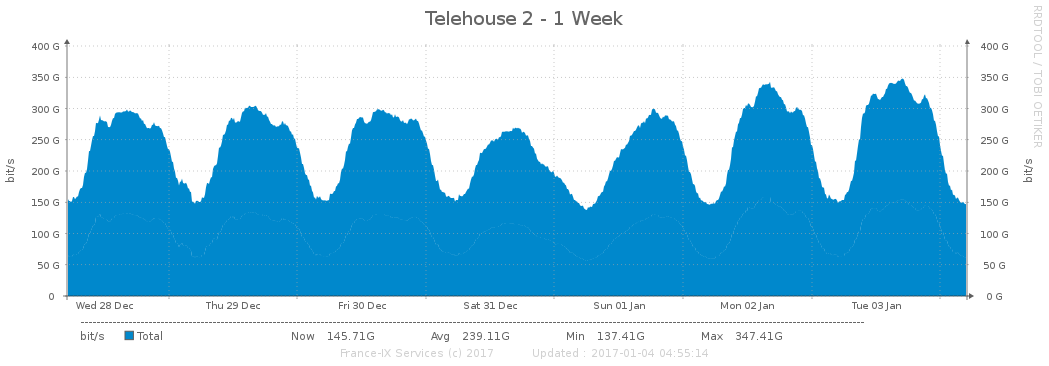 Telehouse 2 - 1 Week
RRDTOOL / TOBI OETIKER
400 G 400 G
350 G 350 G
300 G 300 G
250 G 250 G
200 G 200 G
150 G 150 G
100 G 100 G
50 G 50 G
0 0 G
bit/s bit/s
Wed 28 Dec Thu 29 Dec Fri 30 Dec Sat 31 Dec Sun 01 Jan Mon 02 Jan Tue 03 Jan
bit/s Total Now 145.71G Avg 239.11G Min 137.41G Max 347.41G
France-IX Services (c) 2017 Updated : 2017-01-04 04:55:14